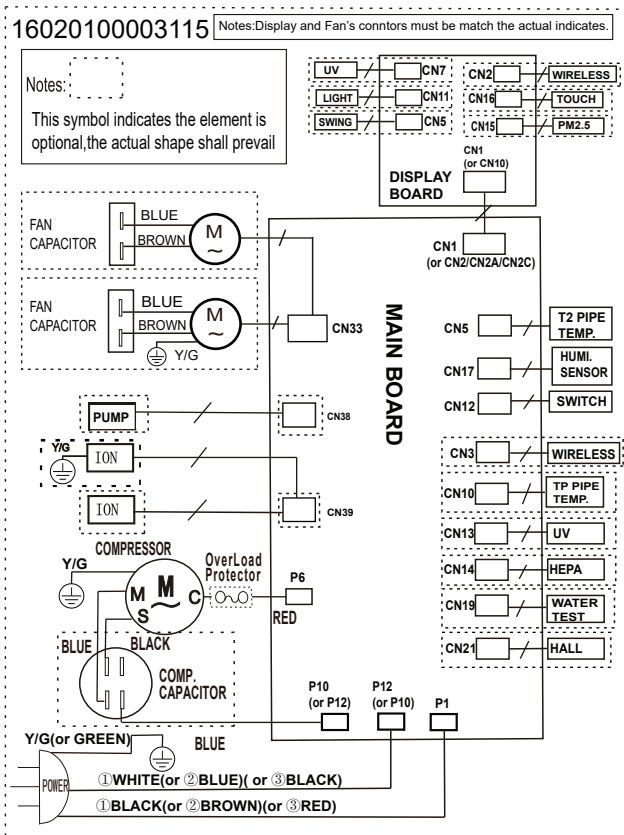 16020100003115
Notes:Display and Fan's conntors must be match the actual indicates.
Notes:
This symbol indicates the element is
optional,the actual shape shall prevail
UV
CN7
LIGHT
CN11
SWING
CN5
CN2
WIRELESS
CN16
TOUCH
CN15
PM2.5
CN1
(or CN10)
DISPLAY
BOARD
CN1
(or CN2/CN2A/CN2C)
FAN
CAPACITOR
BLUE
BROWN
M
~
FAN
CAPACITOR
BLUE
BROWN
Y/G
M
~
CN33
MAIN BOARD
CN5
T2 PIPE
TEMP.
CN17
HUMI.
SENSOR
CN12
SWITCH
PUMP
CN38
Y/G
ION
ION
CN39
CN3
WIRELESS
CN10
TP PIPE
TEMP.
CN13
UV
CN14
HEPA
CN19
WATER
TEST
CN21
HALL
COMPRESSOR
Y/G
M
M
~
S
C
OverLoad
Protector
P6
RED
BLUE
BLACK
COMP.
CAPACITOR
P10
(or P12)
P12
(or P10)
P1
BLUE
Y/G(or GREEN)
POWER
①WHITE(or ②BLUE)( or ③BLACK)
①BLACK(or ②BROWN)(or ③RED)